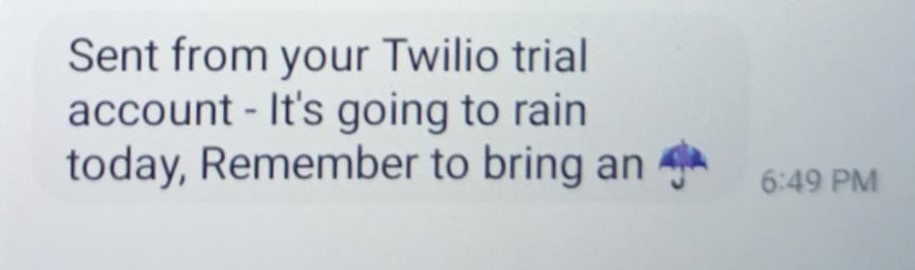 Sent from your Twilio trial
account - It's going to rain
today, Remember to bring an ☂
6:49 PM